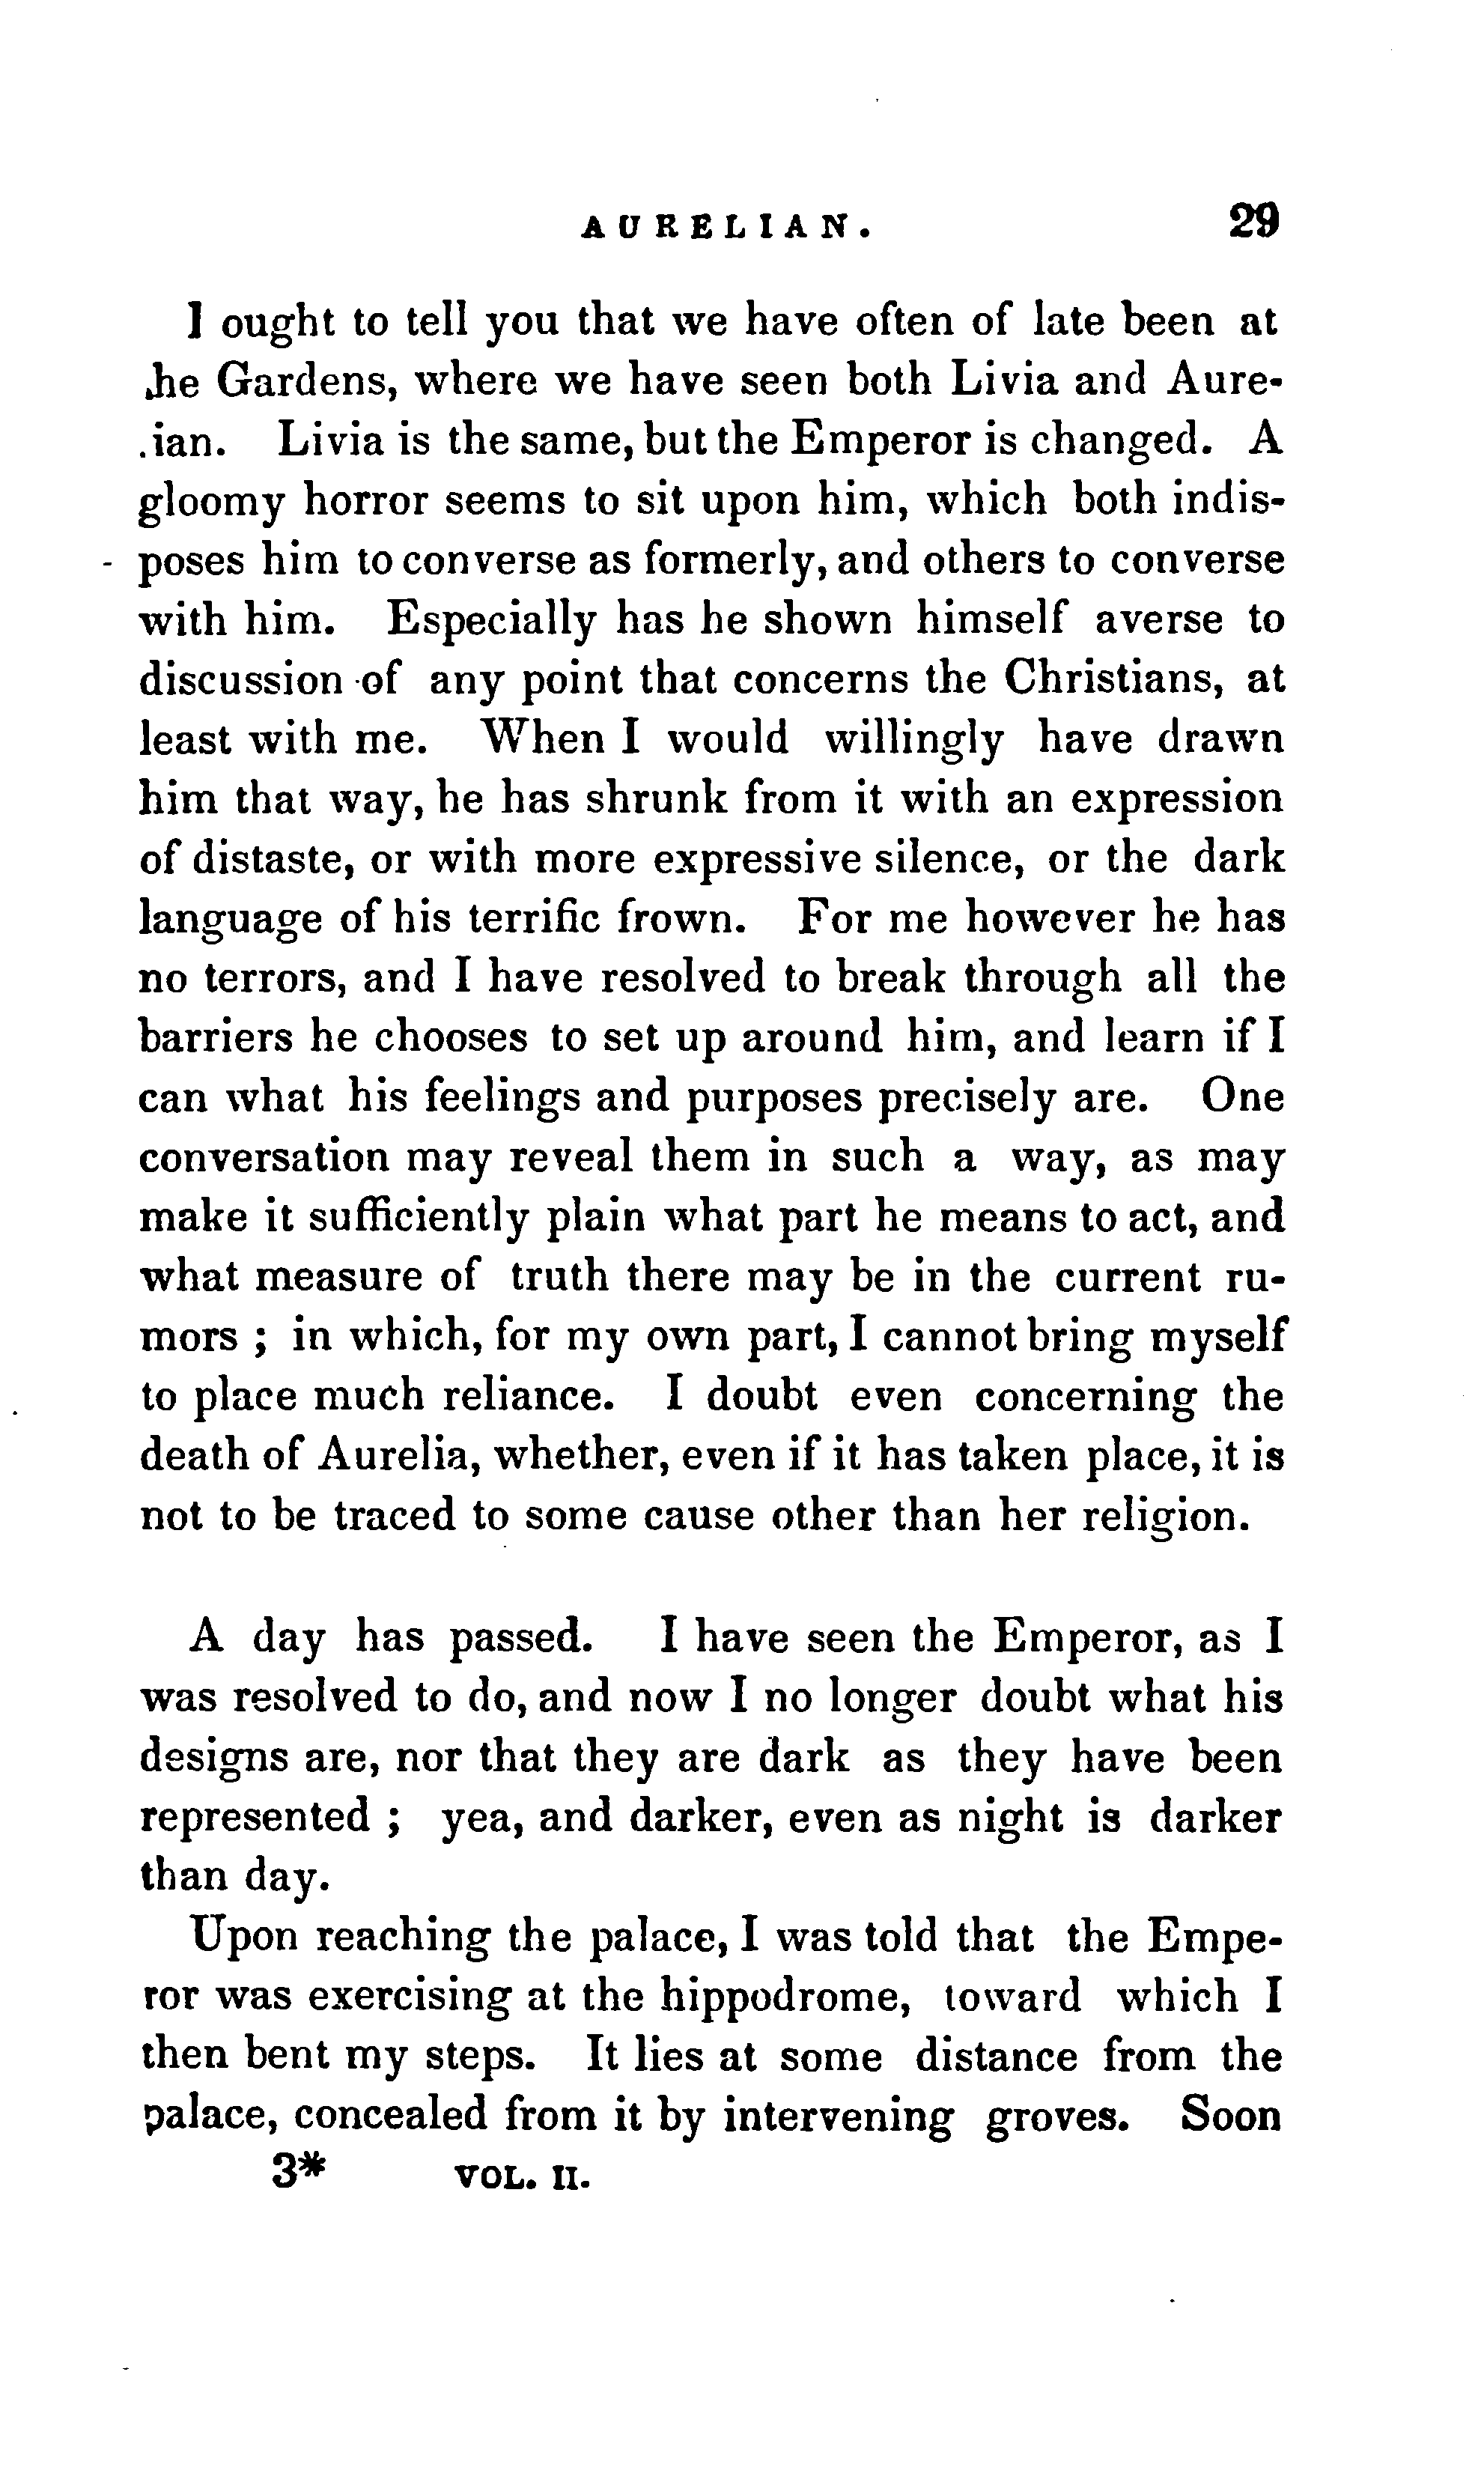 AURELIAN. 29
I ought to tell you that we have often of late been at
the Gardens, where we have seen both Livia and Aure-
lian. Livia is the same, but the Emperor is changed. A
gloomy horror seems to sit upon him, which both indis-
poses him to converse as formerly, and others to converse
with him. Especially has he shown himself averse to
discussion of any point that concerns the Christians, at
least with me. When I would willingly have drawn
him that way, he has shrunk from it with an expression
of distaste, or with more expressive silence, or the dark
language of his terrific frown. For me however he has
no terrors, and I have resolved to break through all the
barriers he chooses to set up around him, and learn if I
can what his feelings and purposes precisely are. One
conversation may reveal them in such a way, as may
make it sufficiently plain what part he means to act, and
what measure of truth there may be in the current ru-
mors ; in which, for my own part, I cannot bring myself
to place much reliance. I doubt even concerning the
death of Aurelia, whether, even if it has taken place, it is
not to be traced to some cause other than her religion.
A day has passed. I have seen the Emperor, as I
was resolved to do, and now I no longer doubt what his
designs are, nor that they are dark as they have been
represented ; yea, and darker, even as night is darker
than day.
Upon reaching the palace, I was told that the Empe-
ror was exercising at the hippodrome, toward which I
then bent my steps. It lies at some distance from the
palace, concealed from it by intervening groves. Soon
3* VOL. II.